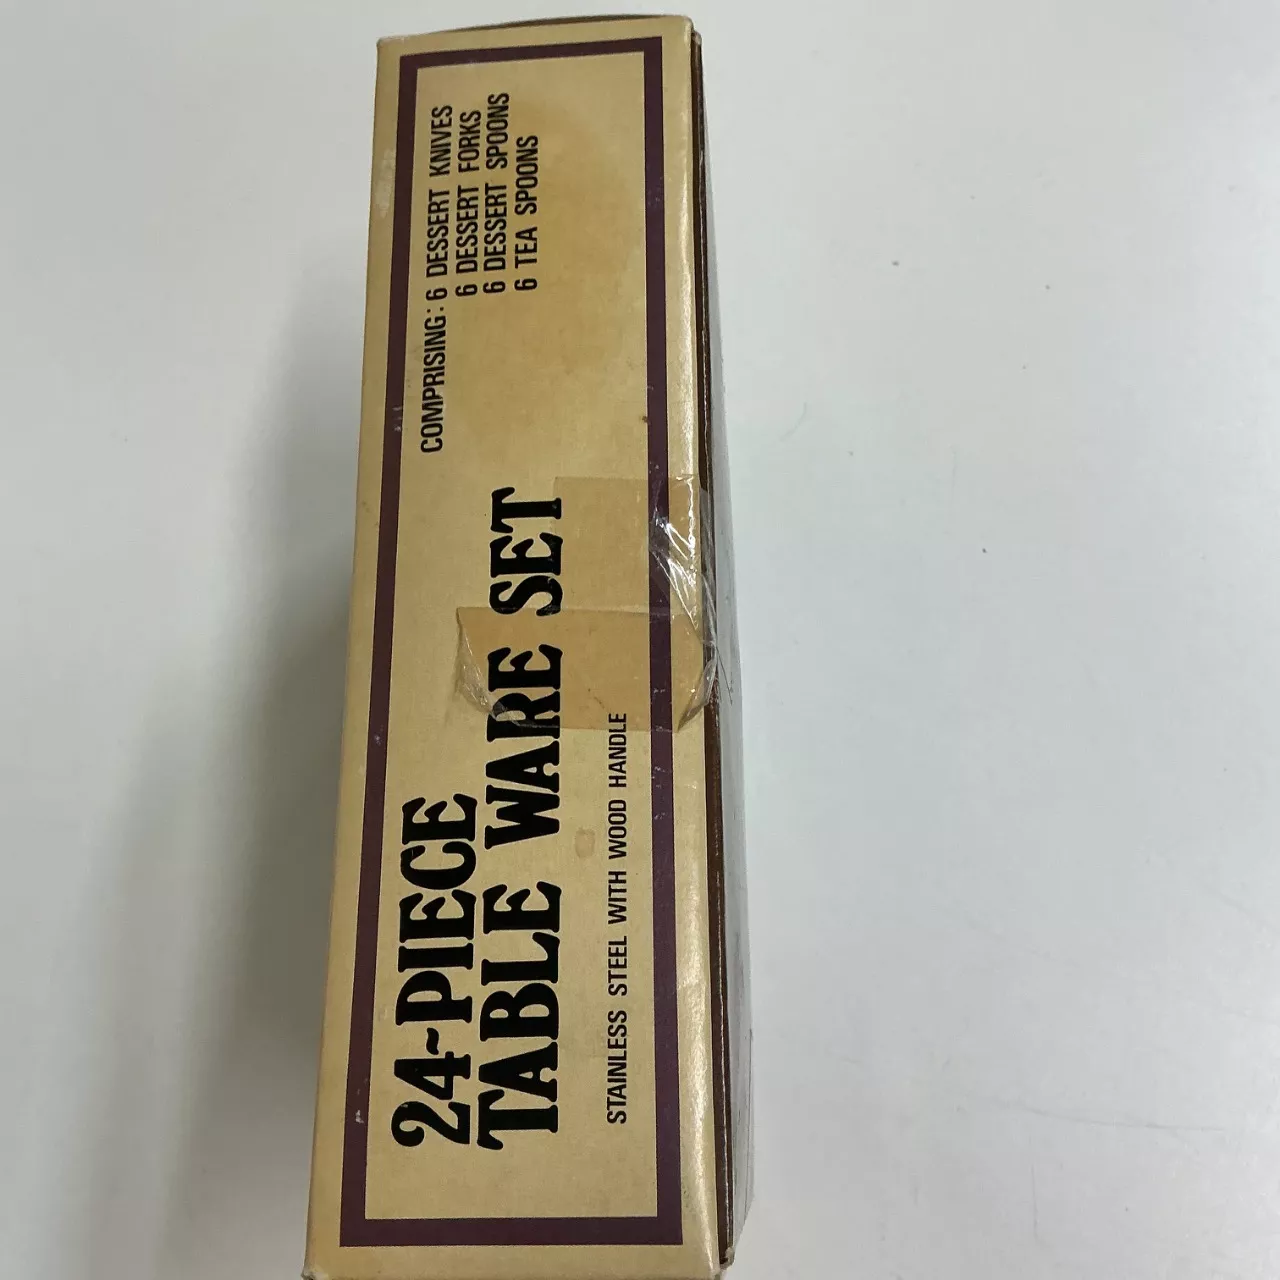 24-PIECE
TABLE WARE SET
STAINLESS STEEL WITH WOOD HANDLE
COMPRISING: 6 DESSERT KNIVES
6 DESSERT FORKS
6 DESSERT SPOONS
6 TEA SPOONS